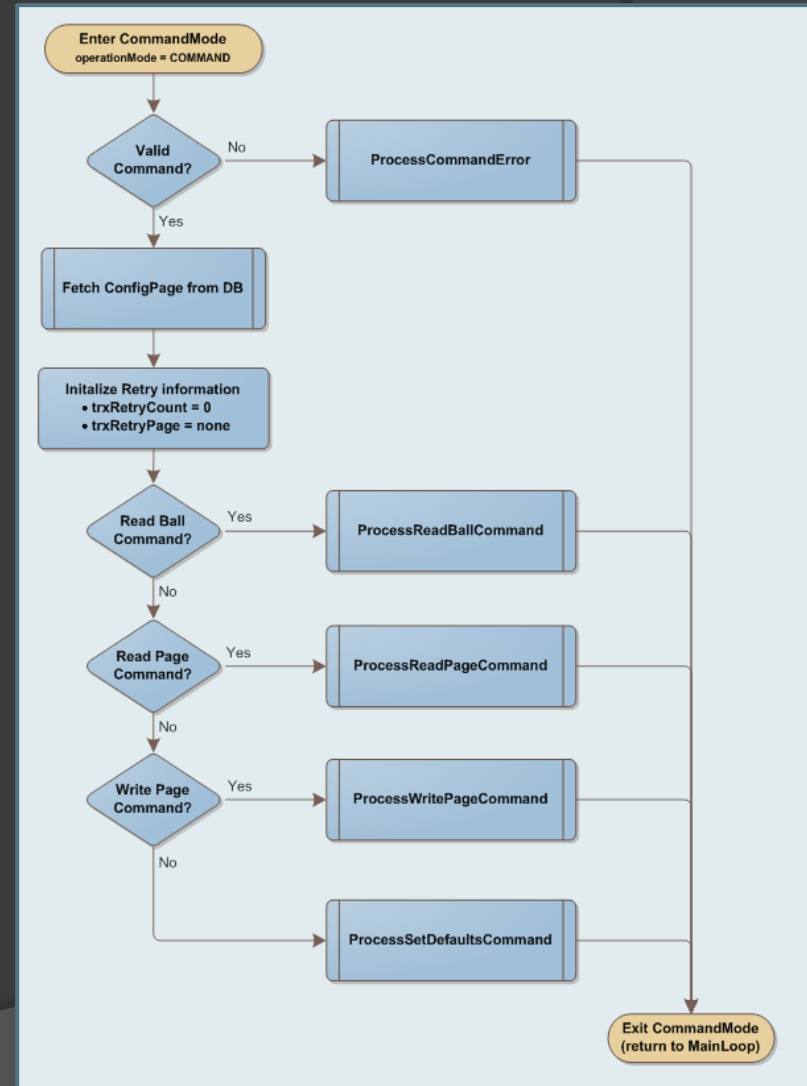 Enter CommandMode
operationMode = COMMAND
Valid
Command?
No
ProcessCommandError
Yes
Fetch ConfigPage from DB
Initalize Retry information
• trxRetryCount = 0
• trxRetryPage = none
Read Ball
Command?
Yes
ProcessReadBallCommand
No
Read Page
Command?
Yes
ProcessReadPageCommand
No
Write Page
Command?
Yes
ProcessWritePageCommand
No
ProcessSetDefaultsCommand
Exit CommandMode
(return to MainLoop)